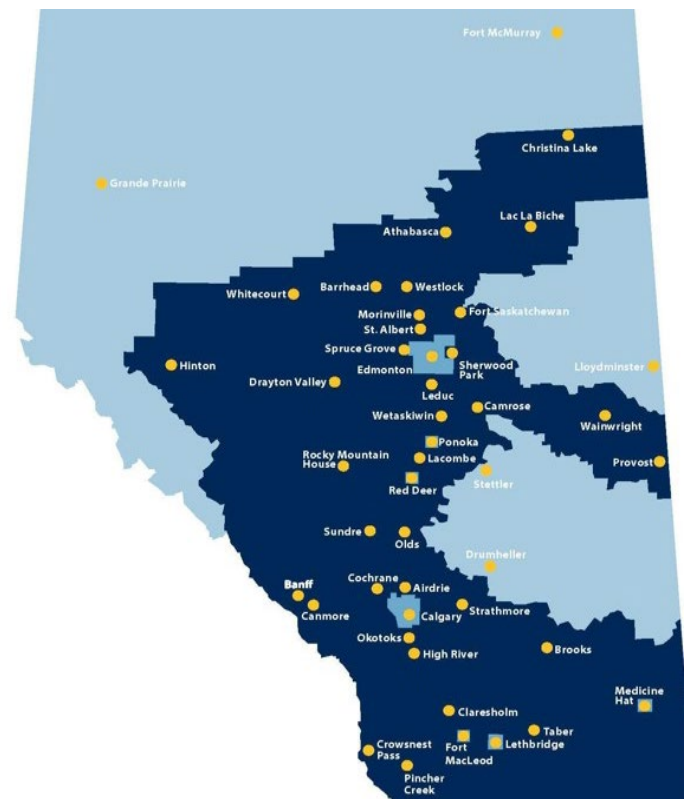 Fort McMurray
Christina Lake
Grande Prairie
Lac La Biche
Athabasca
Barrhead
Westlock
Whitecourt
Morinville
Fort Saskatchewan
St. Albert
Spruce Grove
Edmonton
Sherwood
Park
Hinton
Lloydminster
Drayton Valley
Leduc
Wetaskiwin
Camrose
Wainwright
Ponoka
Rocky Mountain
House
Lacombe
Provost
Stettler
Red Deer
Sundre
Olds
Drumheller
Banff
Cochrane
Airdrie
Canmore
Calgary
Strathmore
Okotoks
High River
Brooks
Medicine
Hat
Claresholm
Taber
Fort
MacLeod
Lethbridge
Crowsnest
Pass
Pincher
Creek